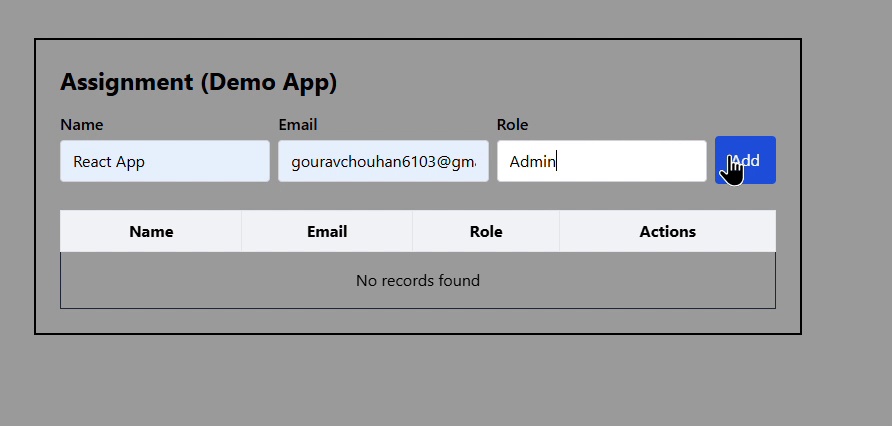 Assignment (Demo App)
Name Email Role
React App gouravchouhan6103@gm Admin Add
Name Email Role Actions
No records found